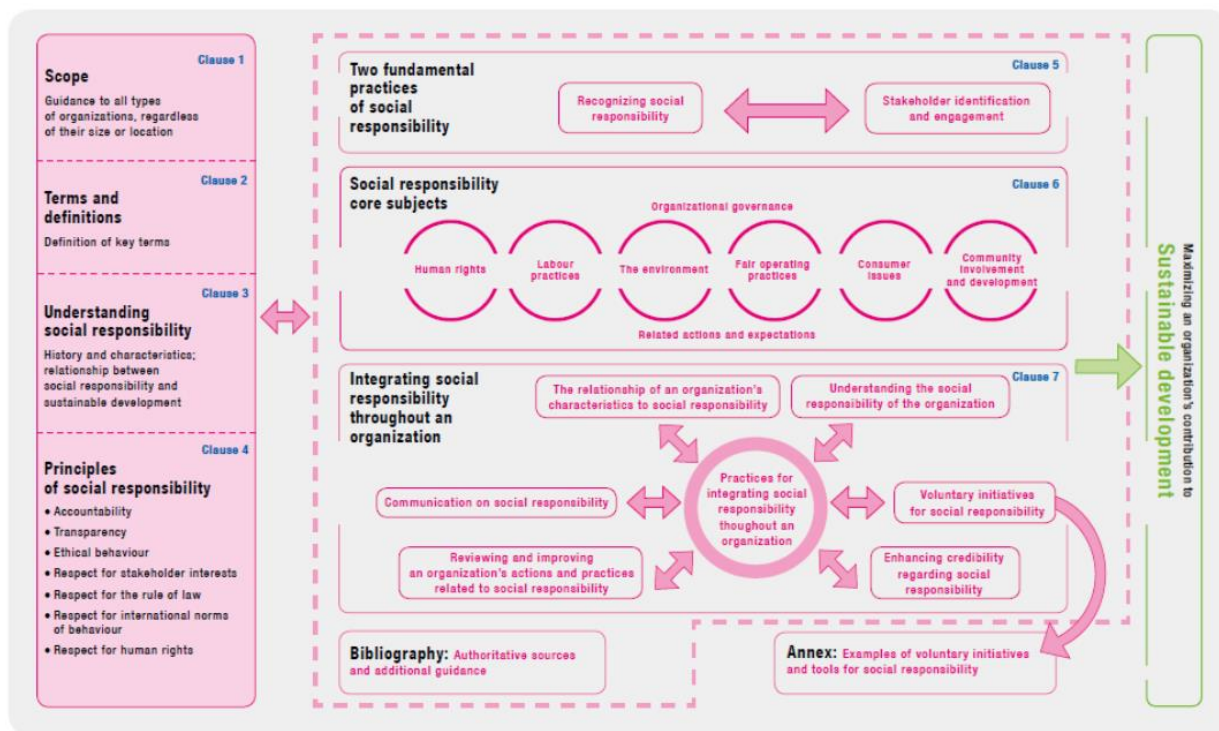 Clause 1
Scope
Guidance to all types
of organizations, regardless
of their size or location
Clause 2
Terms and
definitions
Definition of key terms
Clause 3
Understanding
social responsibility
History and characteristics;
relationship between
social responsibility and
sustainable development
Clause 4
Principles
of social responsibility
• Accountability
• Transparency
• Ethical behaviour
• Respect for stakeholder interests
• Respect for the rule of law
• Respect for international norms
of behaviour
• Respect for human rights
Clause 5
Two fundamental
practices
of social
responsibility
Recognizing social
responsibility
Stakeholder identification
and engagement
Clause 6
Social responsibility
core subjects
Organizational governance
Human rights
Labour
practices
The environment
Fair operating
practices
Consumer
issues
Community
involvement
and development
Related actions and expectations
Clause 7
Integrating social
responsibility
throughout an
organization
The relationship of an organization's
characteristics to social responsibility
Understanding the social
responsibility of the organization
Practices for
integrating social
responsibility
thoughout an
organization
Communication on social responsibility
Voluntary initiatives
for social responsibility
Reviewing and improving
an organization's actions and practices
related to social responsibility
Enhancing credibility
regarding social
responsibility
Bibliography: Authoritative sources
and additional guidance
Annex: Examples of voluntary initiatives
and tools for social responsibility
Maximizing an organization's contribution to
Sustainable development